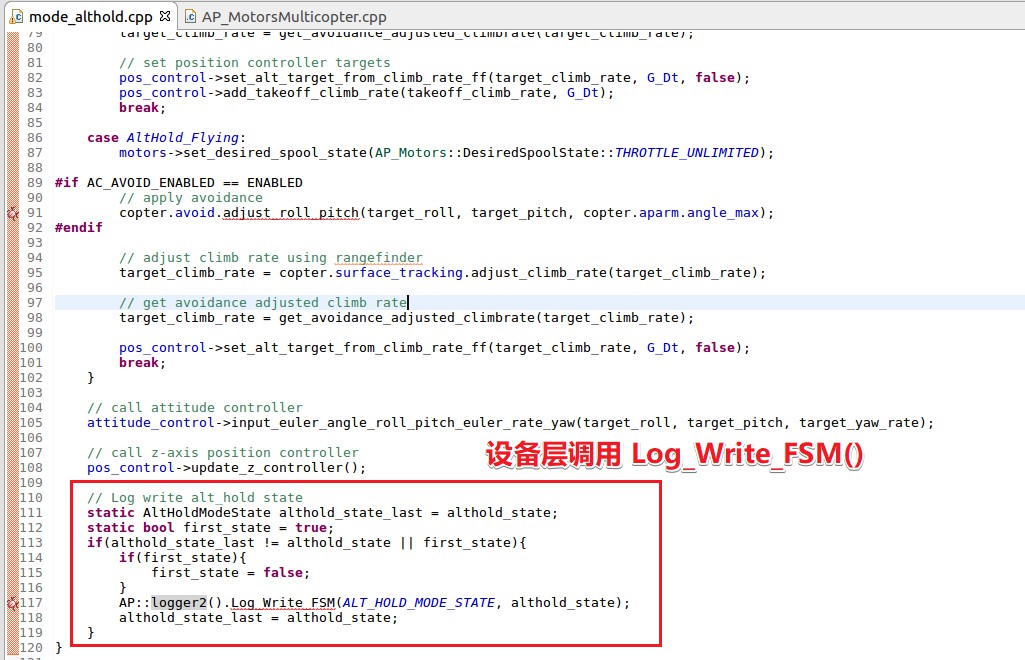 mode_althold.cpp AP_MotorsMulticopter.cpp
79 target_climb_rate = get_avoidance_adjusted_climbrate(target_climb_rate);
80
81 // set position controller targets
82 pos_control->set_alt_target_from_climb_rate_ff(target_climb_rate, G_Dt, false);
83 pos_control->add_takeoff_climb_rate(takeoff_climb_rate, G_Dt);
84 break;
85
86 case AltHold_Flying:
87 motors->set_desired_spool_state(AP_Motors::DesiredSpoolState::THROTTLE_UNLIMITED);
88
89 #if AC_AVOID_ENABLED == ENABLED
90 // apply avoidance
91 copter.avoid.adjust_roll_pitch(target_roll, target_pitch, copter.aparm.angle_max);
92 #endif
93
94 // adjust climb rate using rangefinder
95 target_climb_rate = copter.surface_tracking.adjust_climb_rate(target_climb_rate);
96
97 // get avoidance adjusted climb rate
98 target_climb_rate = get_avoidance_adjusted_climbrate(target_climb_rate);
99
100 pos_control->set_alt_target_from_climb_rate_ff(target_climb_rate, G_Dt, false);
101 break;
102 }
103
104 // call attitude controller
105 attitude_control->input_euler_angle_roll_pitch_euler_rate_yaw(target_roll, target_pitch, target_yaw_rate);
106
107 // call z-axis position controller
设备层调用 Log_Write_FSM()
108 pos_control->update_z_controller();
109
110 // Log write alt_hold state
111 static AltHoldModeState althold_state_last = althold_state;
112 static bool first_state = true;
113 if(althold_state_last != althold_state || first_state){
114 if(first_state){
115 first_state = false;
116 }
117 AP::logger2().Log_Write_FSM(ALT_HOLD_MODE_STATE, althold_state);
118 althold_state_last = althold_state;
119 }
120 }
121